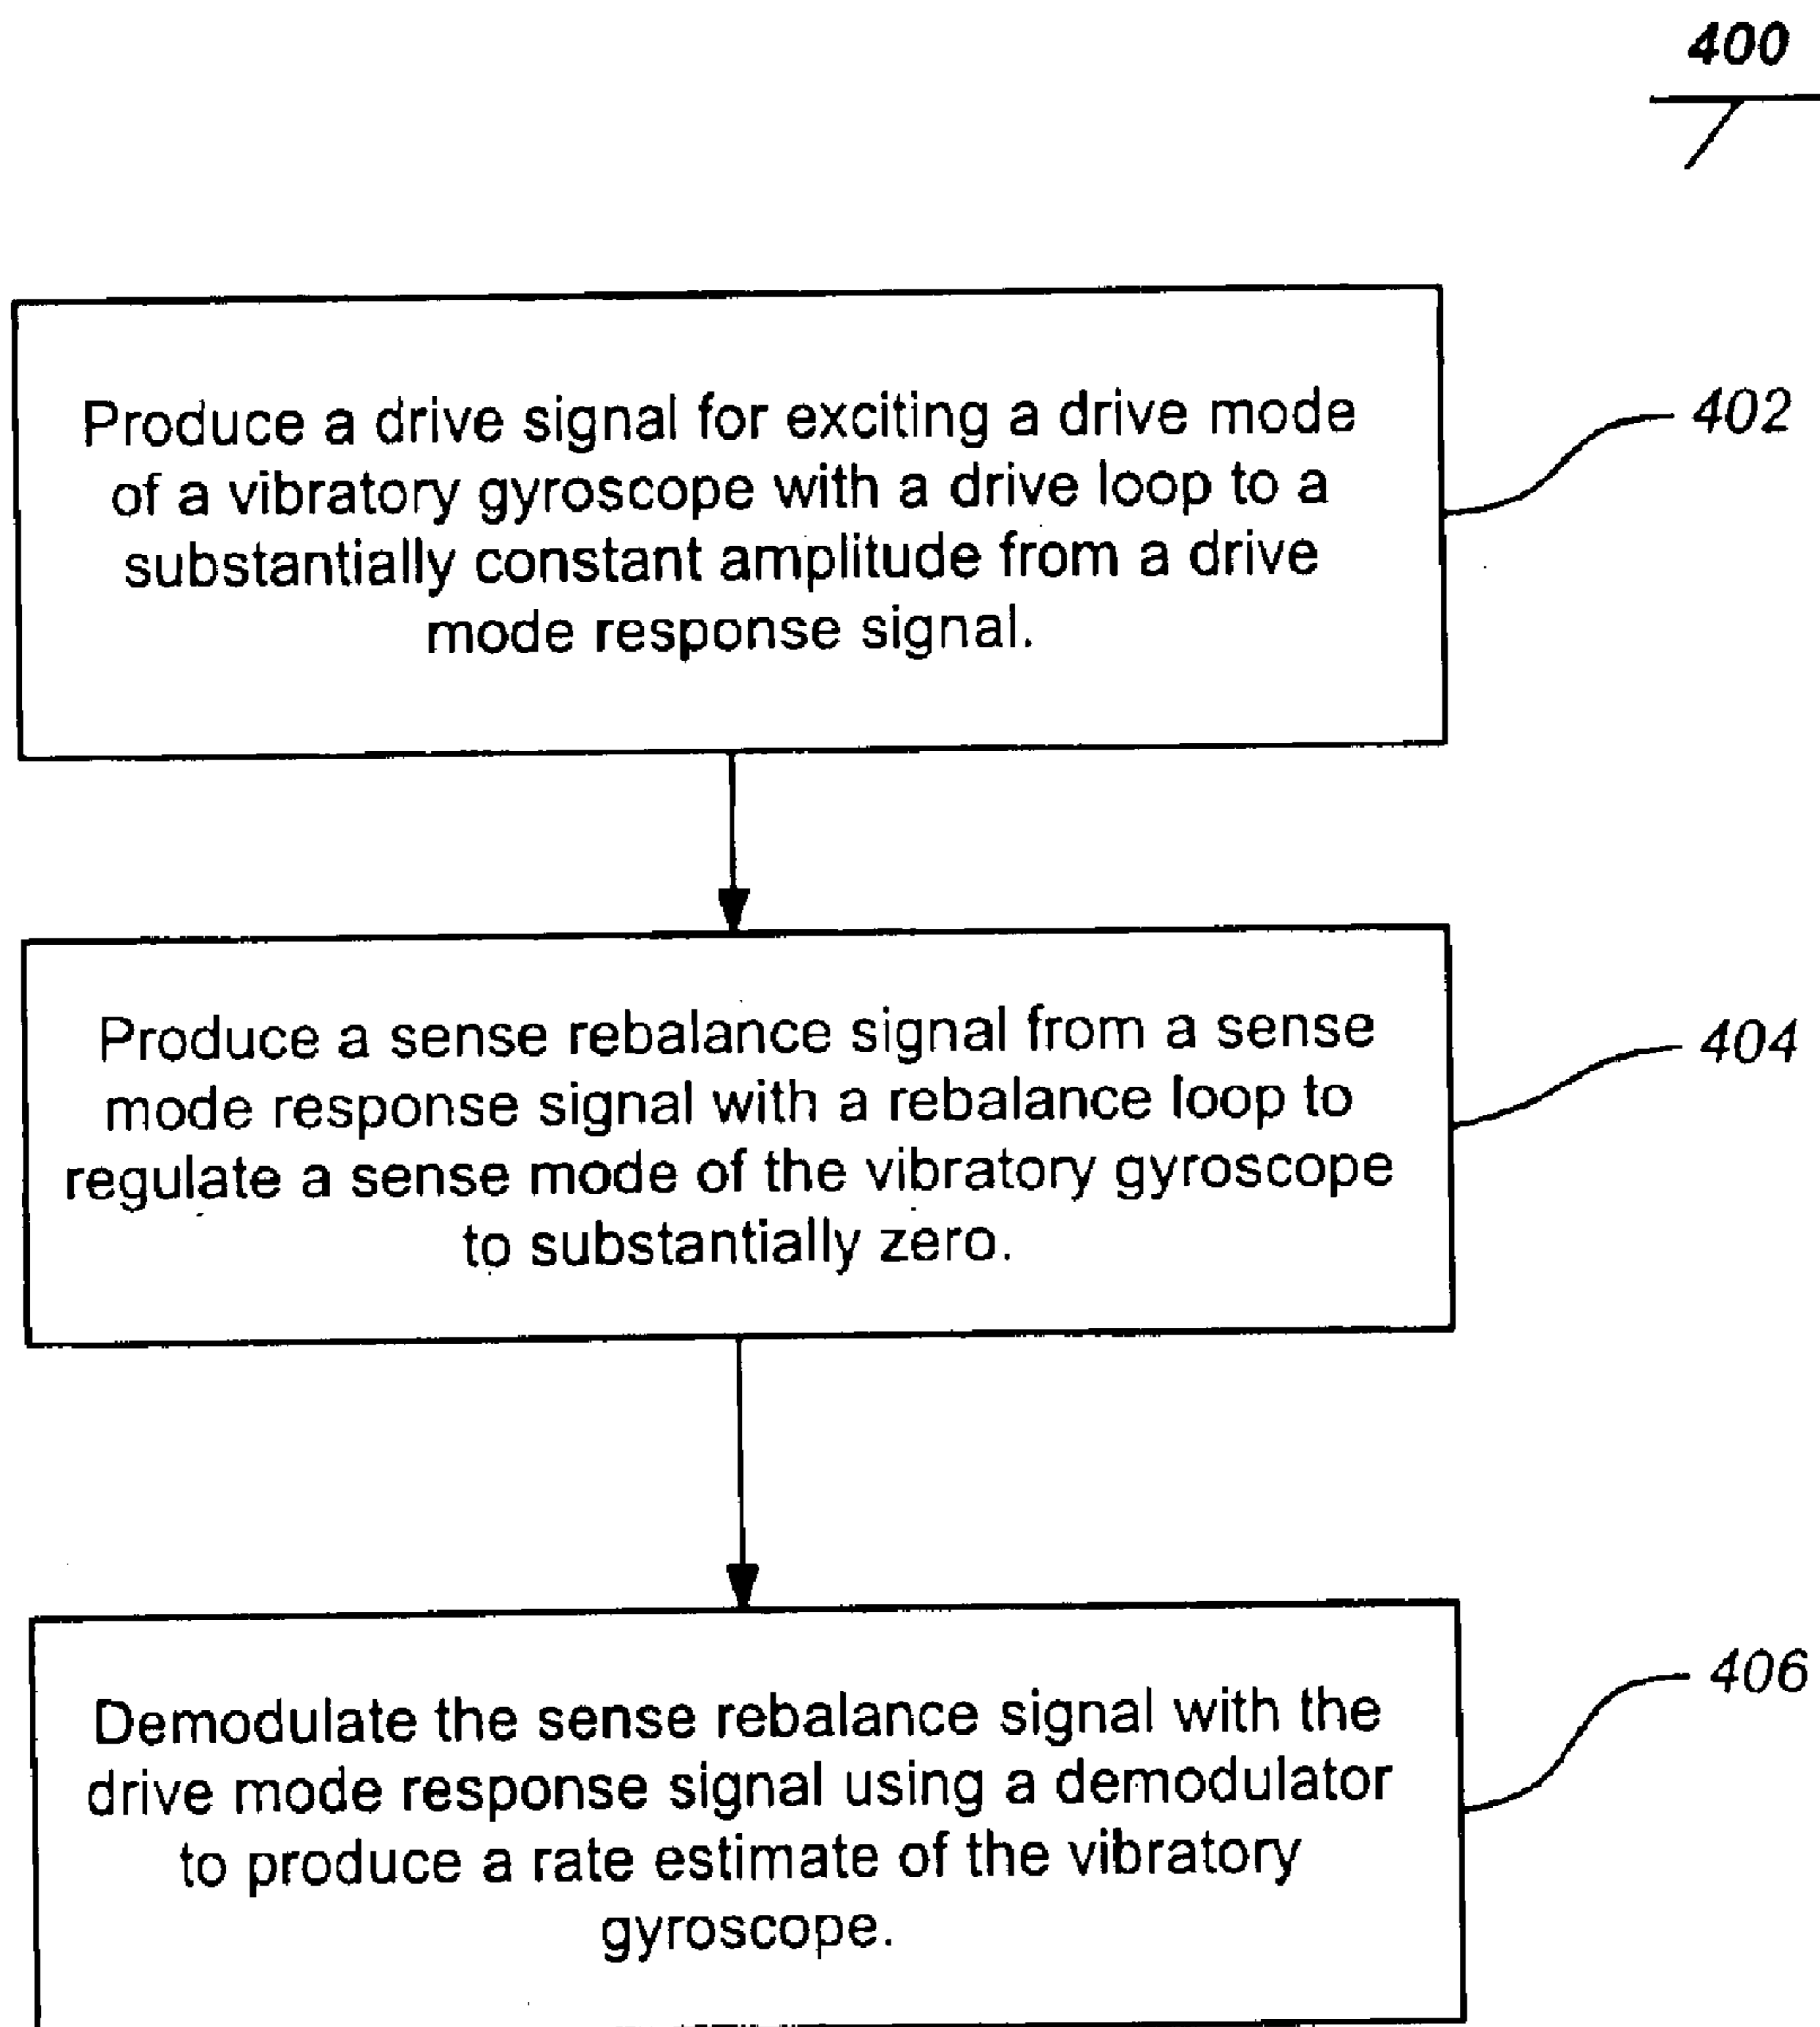 400
Produce a drive signal for exciting a drive mode
of a vibratory gyroscope with a drive loop to a
substantially constant amplitude from a drive
mode response signal.
402
Produce a sense rebalance signal from a sense
mode response signal with a rebalance loop to
regulate a sense mode of the vibratory gyroscope
to substantially zero.
404
Demodulate the sense rebalance signal with the
drive mode response signal using a demodulator
to produce a rate estimate of the vibratory
gyroscope.
406